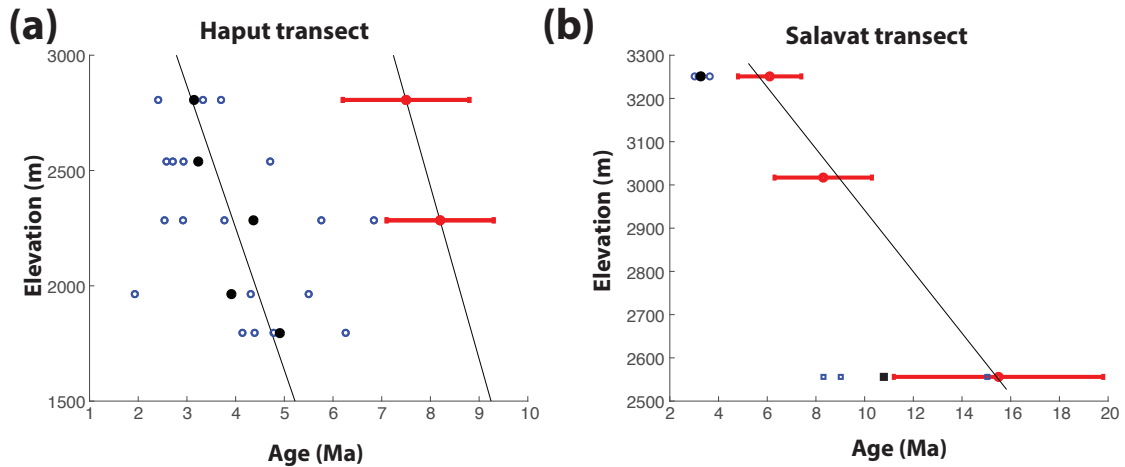 (a)
Haput transect
3000
2500
2000
1500
Elevation (m)
1 2 3 4 5 6 7 8 9 10
Age (Ma)
(b)
Salavat transect
3300
3200
3100
3000
2900
2800
2700
2600
2500
Elevation (m)
2 4 6 8 10 12 14 16 18 20
Age (Ma)